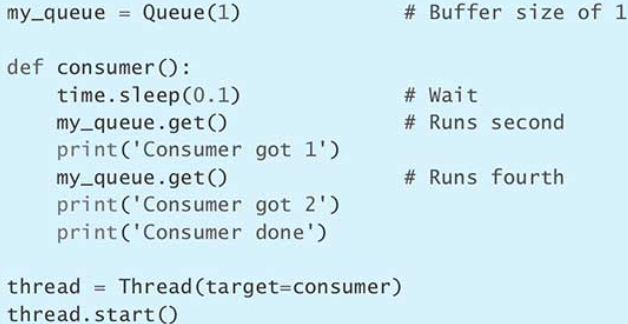 my_queue = Queue(1)                # Buffer size of 1
def consumer():
    time.sleep(0.1)                # Wait
    my_queue.get()                 # Runs second
    print('Consumer got 1')
    my_queue.get()                 # Runs fourth
    print('Consumer got 2')
    print('Consumer done')
thread = Thread(target=consumer)
thread.start()